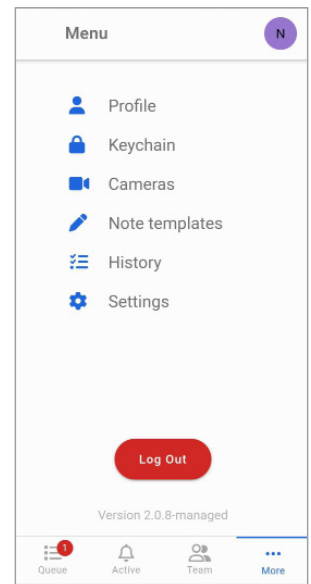 Menu
N
Profile
Keychain
Cameras
Note templates
History
Settings
Log Out
Version 2.0.8-managed
1
Queue
Active
Team
More